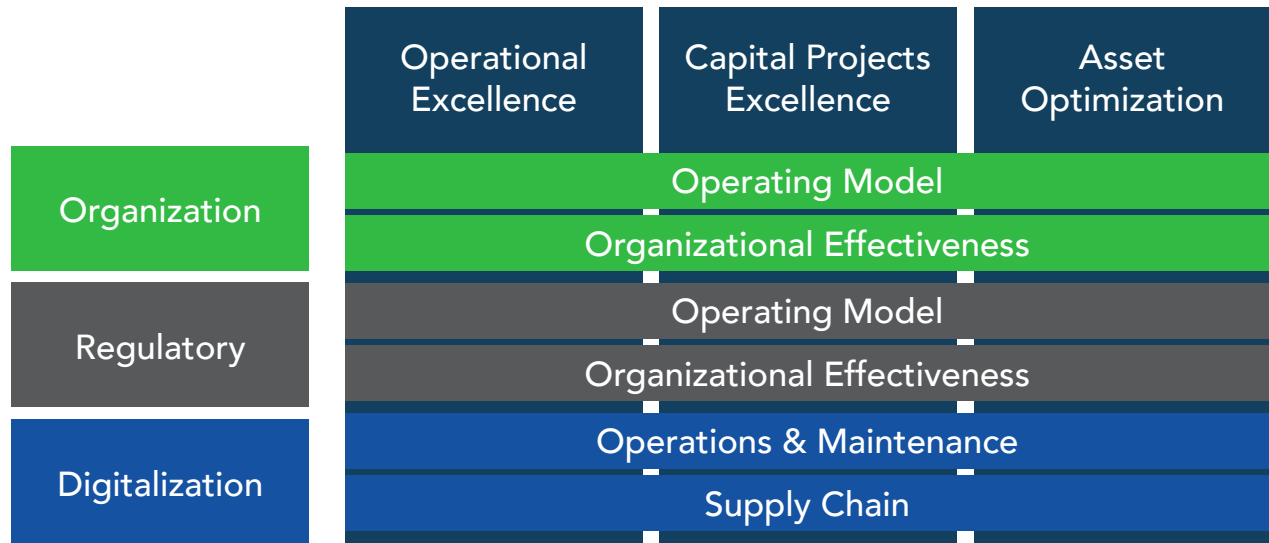 Operational
Excellence
Capital Projects
Excellence
Asset
Optimization
Organization
Operating Model
Organizational Effectiveness
Regulatory
Operating Model
Organizational Effectiveness
Digitalization
Operations & Maintenance
Supply Chain